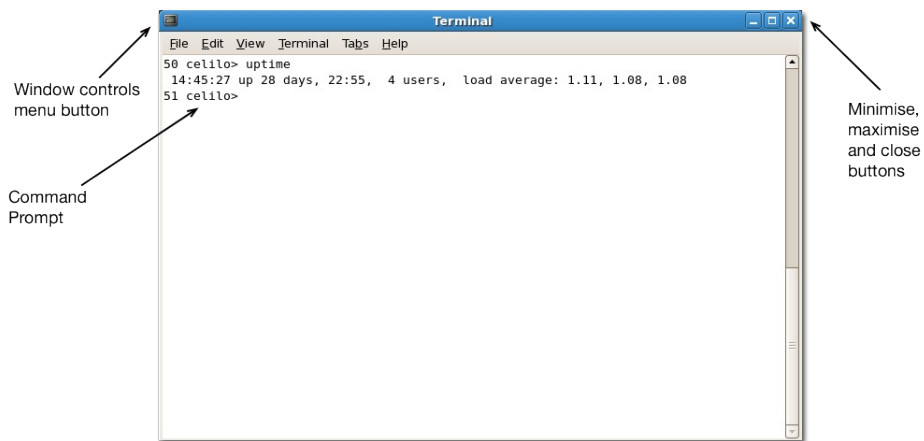 Terminal
File Edit View Terminal Tabs Help
50 celilo> uptime
14:45:27 up 28 days, 22:55, 4 users, load average: 1.11, 1.08, 1.08
51 celilo>
Window controls
menu button
Command
Prompt
Minimise,
maximise
and close
buttons